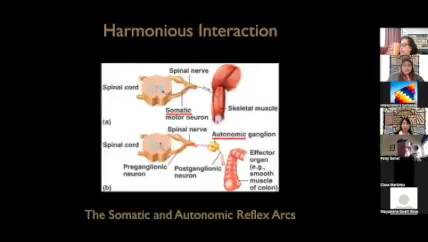 Harmonious Interaction
Spinal nerve
Spinal cord
Somatic
motor neuron
Skeletal muscle
(a)
Spinal nerve
Autonomic ganglion
Spinal cord
Preganglionic
neuron
Postganglionic
neuron
Effector
organ
(e.g.,
smooth
muscle
of colon)
(b)
The Somatic and Autonomic Reflex Arcs